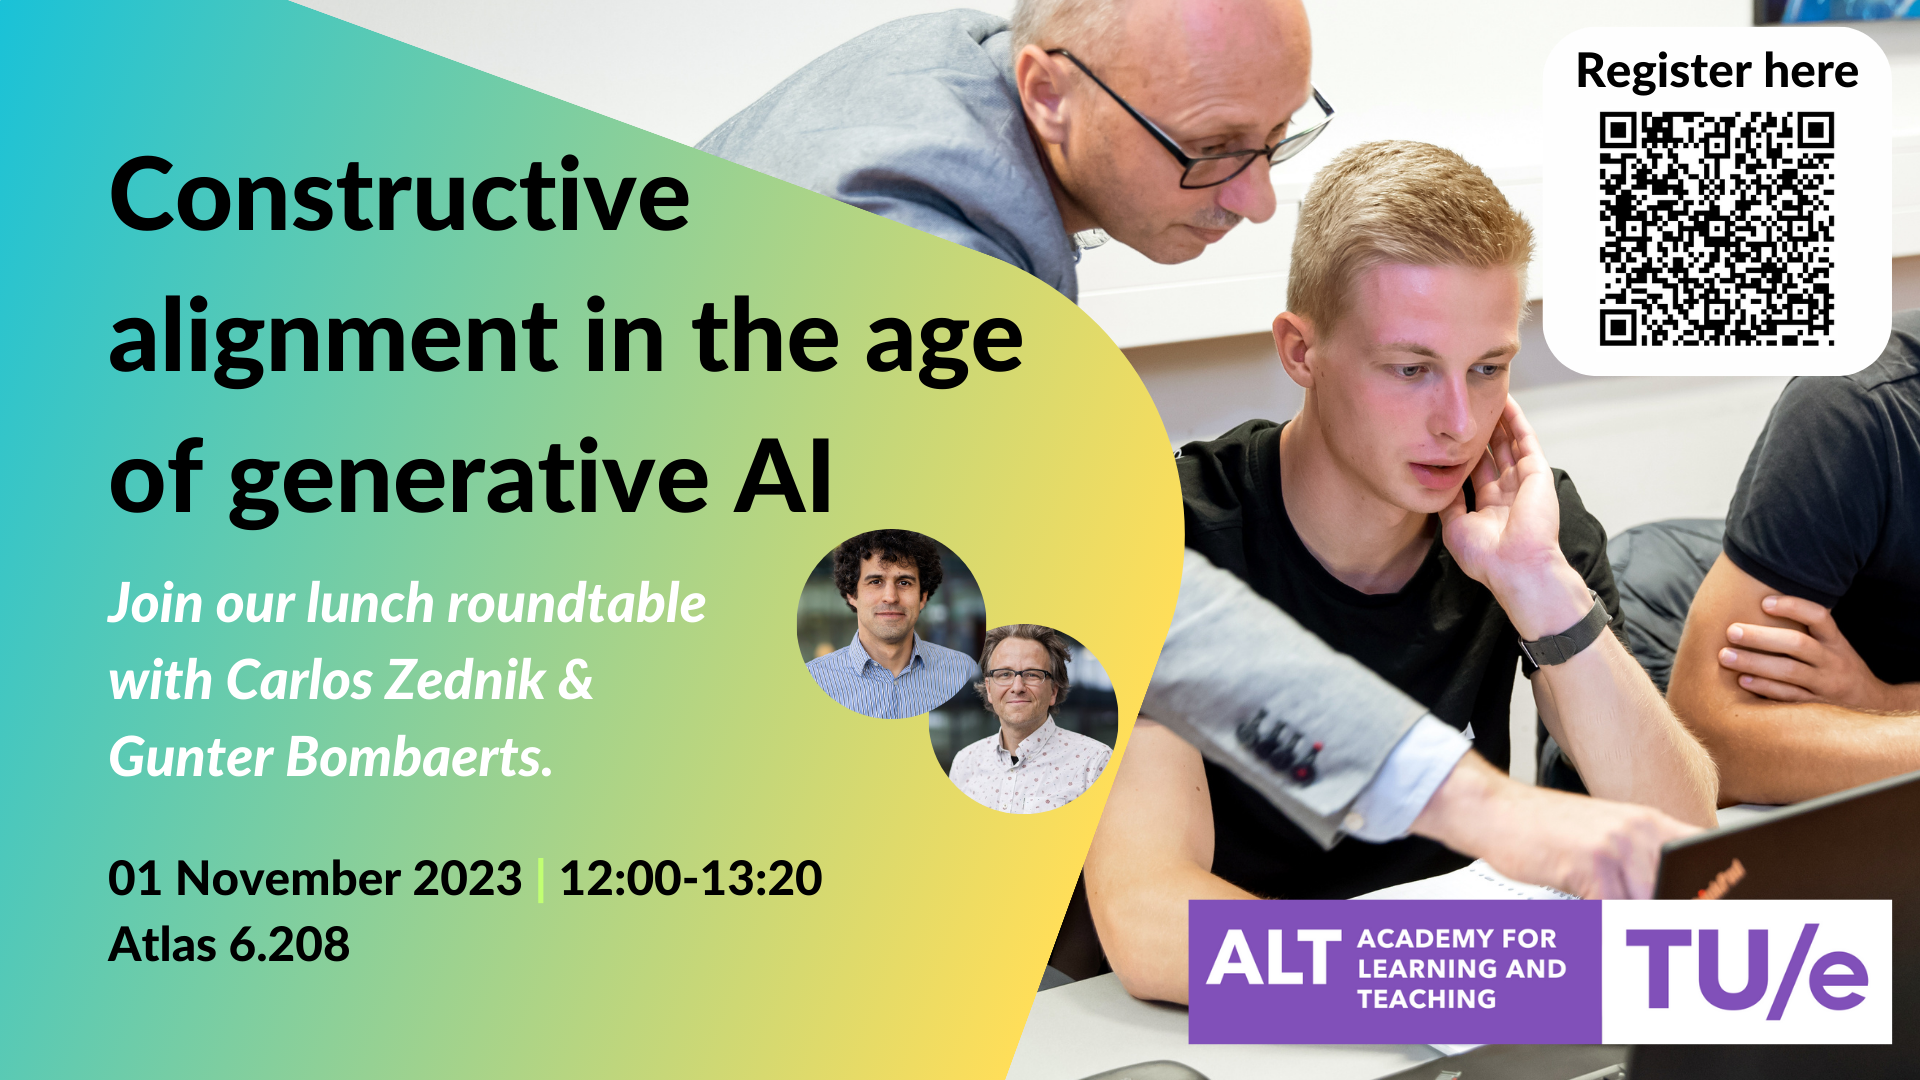 Constructive
alignment in the age
of generative AI
Join our lunch roundtable
with Carlos Zednik &
Gunter Bombaerts.
01 November 2023 | 12:00-13:20
Atlas 6.208
Register here
ALT
ACADEMY FOR
LEARNING AND
TEACHING
TU/e